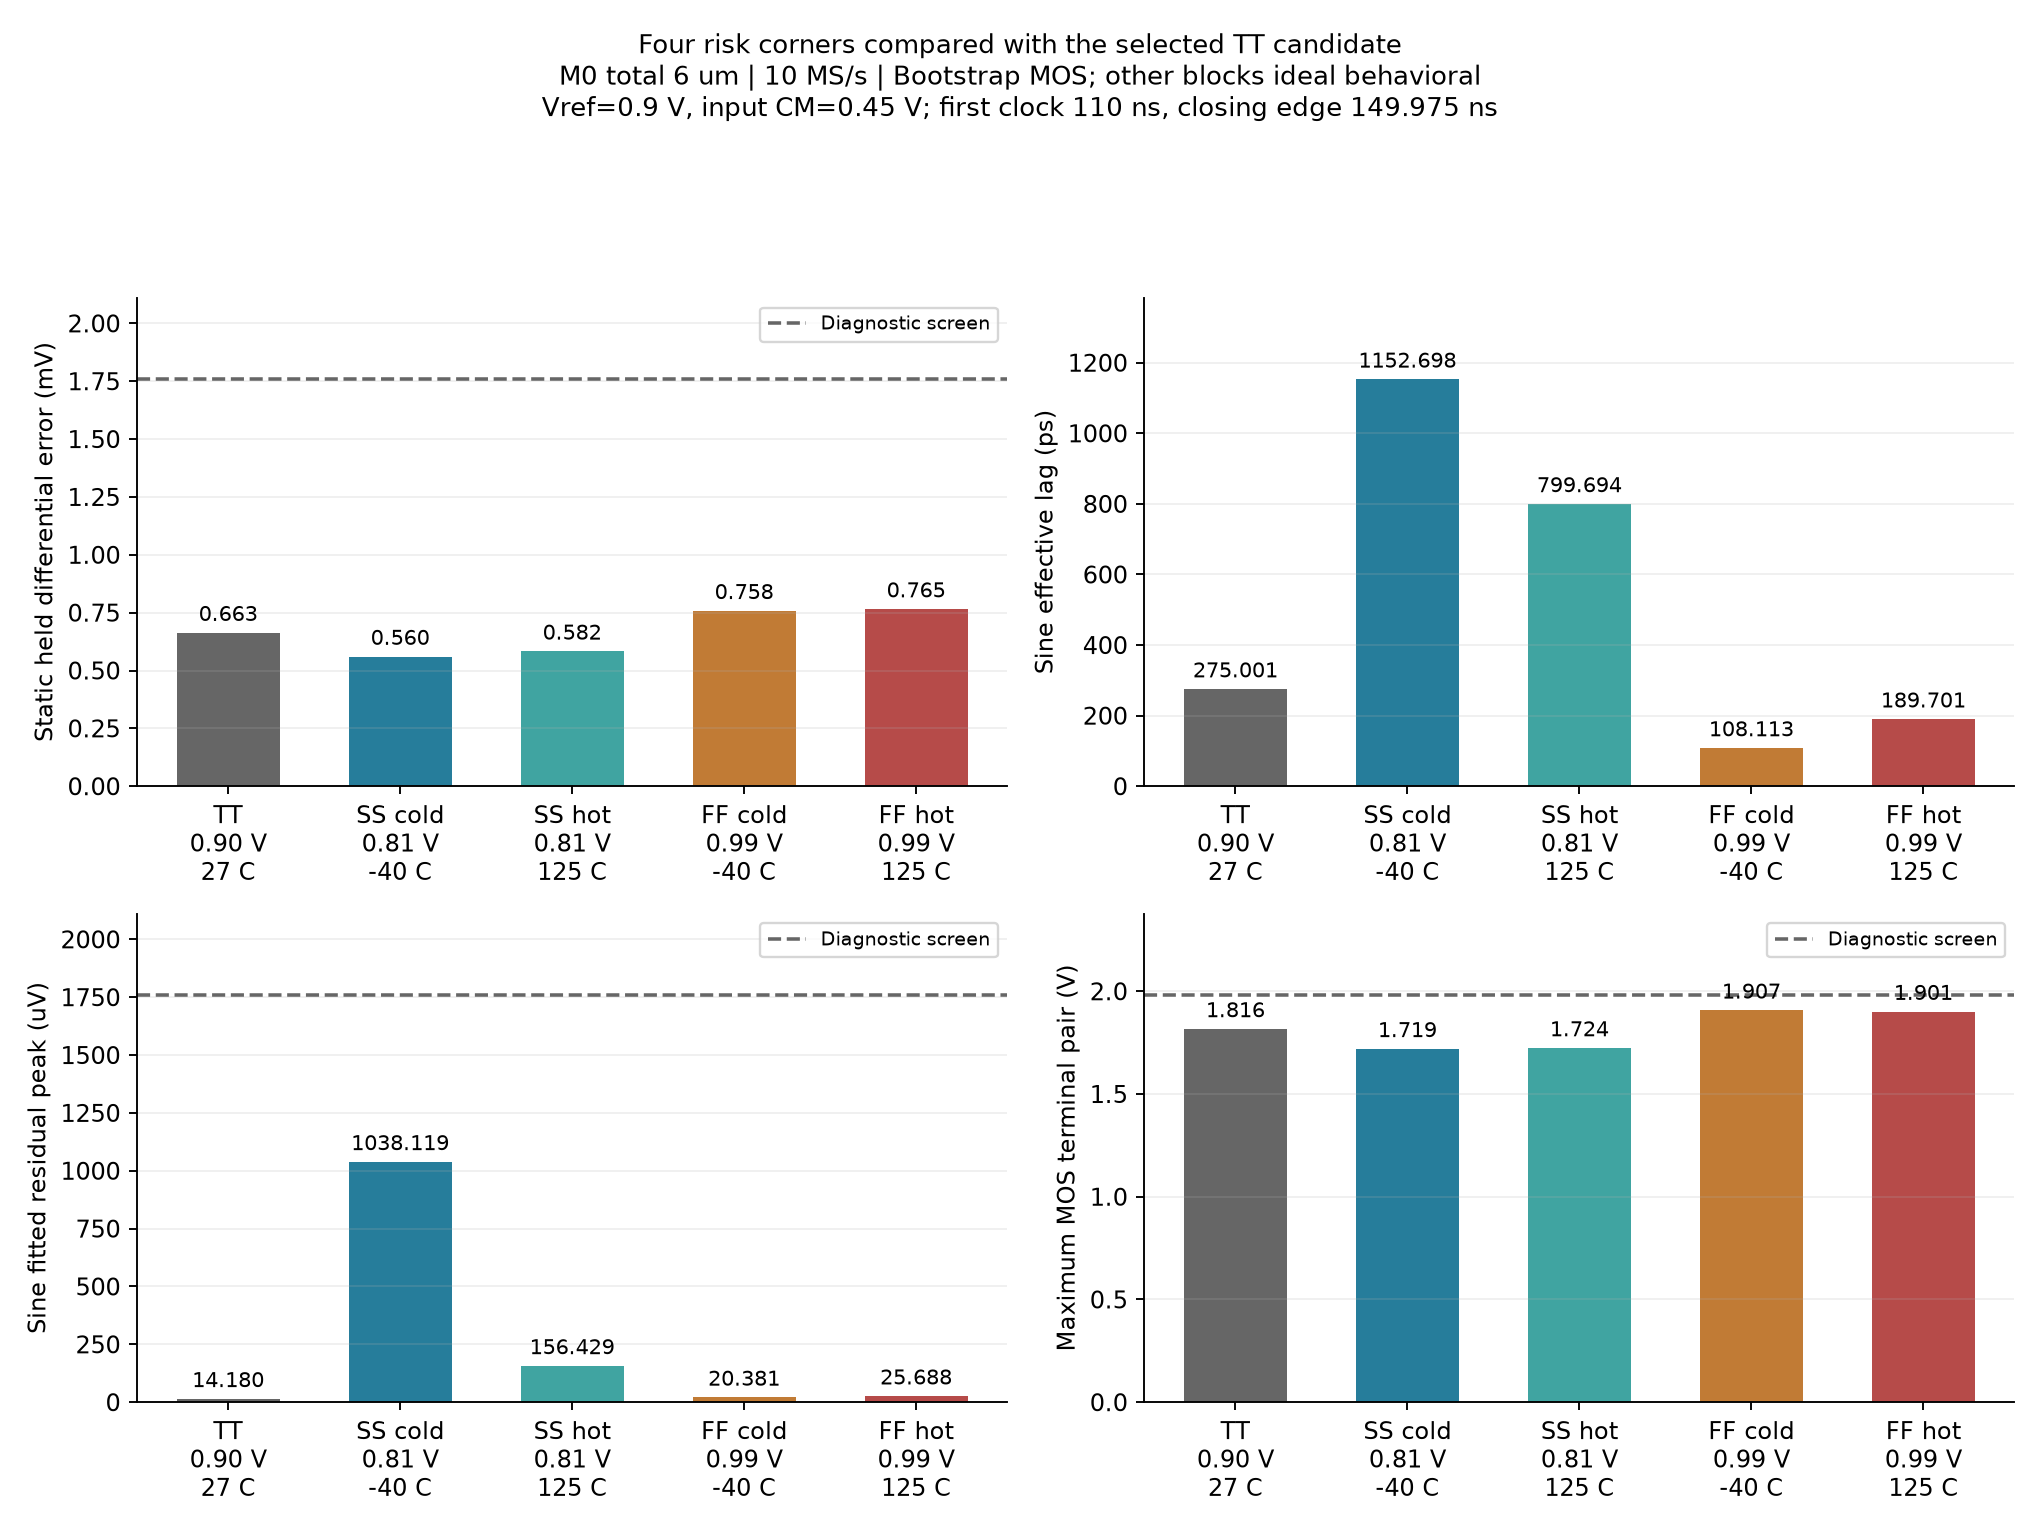 Four risk corners compared with the selected TT candidate
M0 total 6 um | 10 MS/s | Bootstrap MOS; other blocks ideal behavioral
Vref=0.9 V, input CM=0.45 V; first clock 110 ns, closing edge 149.975 ns
Static held differential error (mV)
2.00
1.75
1.50
1.25
1.00
0.75
0.50
0.25
0.00
Diagnostic screen
0.663
0.560
0.582
0.758
0.765
TT
0.90 V
27 C
SS cold
0.81 V
-40 C
SS hot
0.81 V
125 C
FF cold
0.99 V
-40 C
FF hot
0.99 V
125 C
Sine effective lag (ps)
1200
1000
800
600
400
200
0
275.001
1152.698
799.694
108.113
189.701
TT
0.90 V
27 C
SS cold
0.81 V
-40 C
SS hot
0.81 V
125 C
FF cold
0.99 V
-40 C
FF hot
0.99 V
125 C
Sine fitted residual peak (uV)
2000
1750
1500
1250
1000
750
500
250
0
Diagnostic screen
14.180
1038.119
156.429
20.381
25.688
TT
0.90 V
27 C
SS cold
0.81 V
-40 C
SS hot
0.81 V
125 C
FF cold
0.99 V
-40 C
FF hot
0.99 V
125 C
Maximum MOS terminal pair (V)
2.0
1.5
1.0
0.5
0.0
Diagnostic screen
1.816
1.719
1.724
1.907
1.901
TT
0.90 V
27 C
SS cold
0.81 V
-40 C
SS hot
0.81 V
125 C
FF cold
0.99 V
-40 C
FF hot
0.99 V
125 C